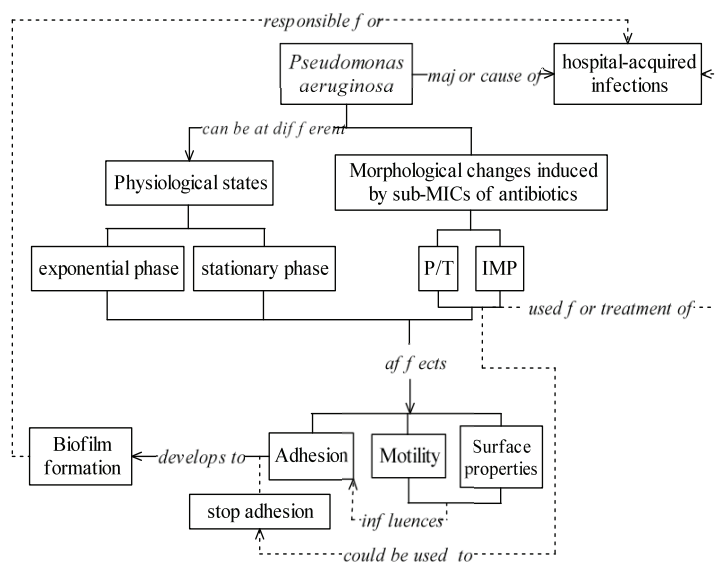 responsible for
Pseudomonas
aeruginosa
major cause of
hospital-acquired
infections
can be at different
Physiological states
Morphological changes induced
by sub-MICs of antibiotics
exponential phase
stationary phase
P/T
IMP
used for treatment of
affects
Biofilm
formation
develops to
Adhesion
Motility
Surface
properties
stop adhesion
influences
could be used to